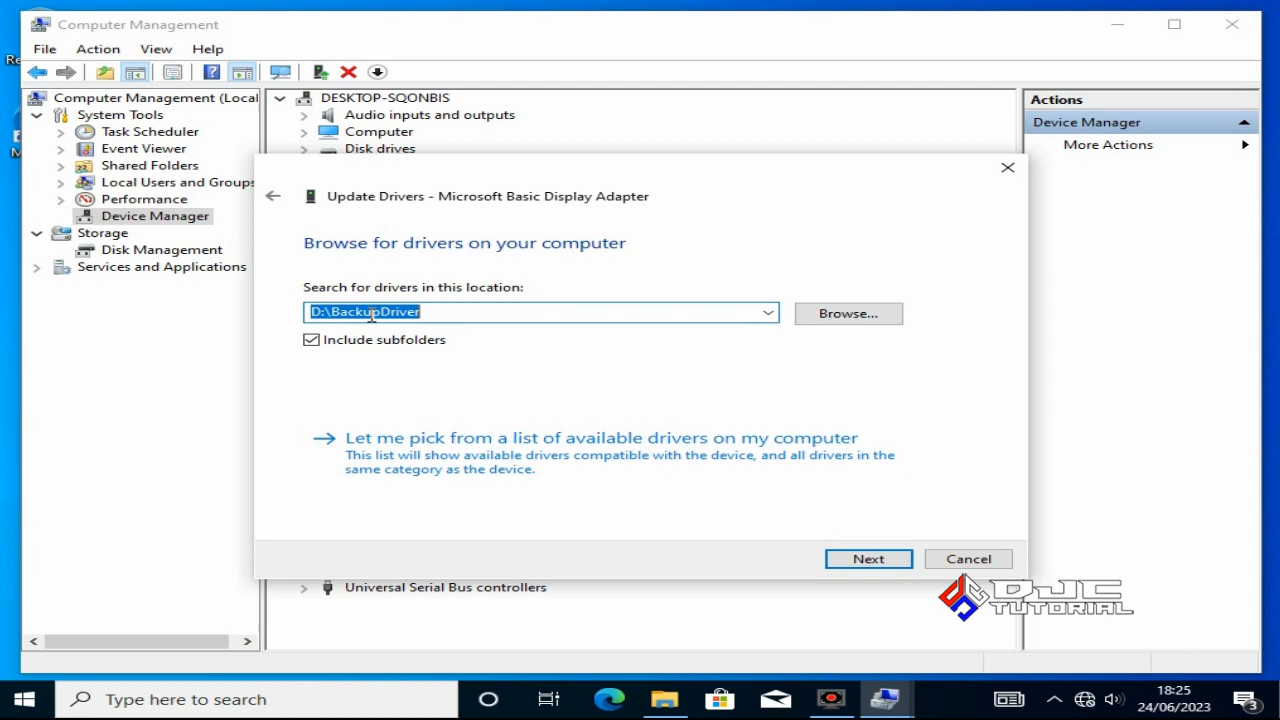 Computer Management
File Action View Help
Computer Management (Local
System Tools
Task Scheduler
Event Viewer
Shared Folders
Local Users and Groups
Performance
Device Manager
Storage
Disk Management
Services and Applications
DESKTOP-SQONBIS
Audio inputs and outputs
Computer
Disk drives
Actions
Device Manager
More Actions
Update Drivers - Microsoft Basic Display Adapter
Browse for drivers on your computer
Search for drivers in this location:
D:\BackupDriver
Browse...
Include subfolders
Let me pick from a list of available drivers on my computer
This list will show available drivers compatible with the device, and all drivers in the
same category as the device.
Next
Cancel
Universal Serial Bus controllers
DJC
TUTORIAL
Type here to search
18:25
24/06/2023
3